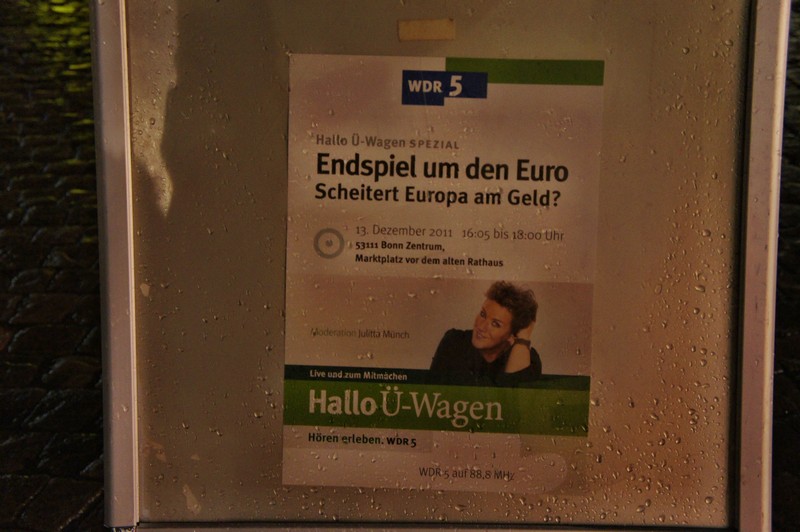 WDR 5
Hallo Ü-Wagen SPEZIAL
Endspiel um den Euro
Scheitert Europa am Geld?
13. Dezember 2011 16:05 bis 18:00 Uhr
53111 Bonn Zentrum,
Marktplatz vor dem alten Rathaus
Moderation Julitta Münch
Live und zum Mitmachen
Hallo Ü-Wagen
Hören erleben. WDR 5
WDR 5 auf 88,8 MHz